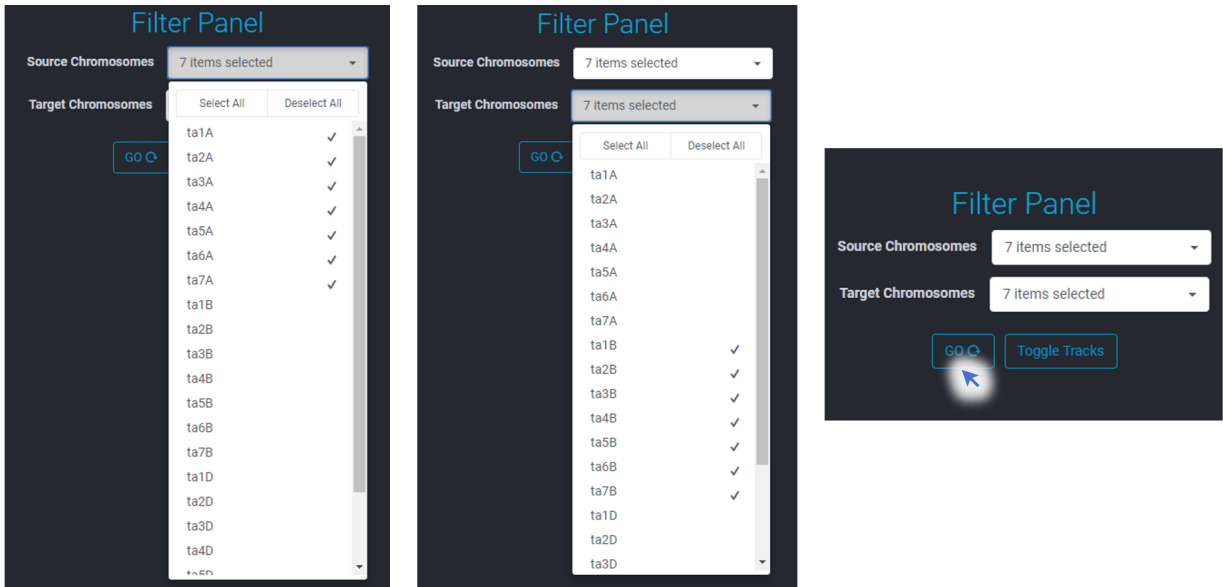 Filter Panel
Source Chromosomes 7 items selected
Target Chromosomes
Select All Deselect All
GO
ta1A
ta2A
ta3A
ta4A
ta5A
ta6A
ta7A
ta1B
ta2B
ta3B
ta4B
ta5B
ta6B
ta7B
ta1D
ta2D
ta3D
ta4D
ta5D
Filter Panel
Source Chromosomes 7 items selected
Target Chromosomes 7 items selected
Select All Deselect All
GO
ta1A
ta2A
ta3A
ta4A
ta5A
ta6A
ta7A
ta1B
ta2B
ta3B
ta4B
ta5B
ta6B
ta7B
ta1D
ta2D
ta3D
Filter Panel
Source Chromosomes 7 items selected
Target Chromosomes 7 items selected
GO Toggle Tracks